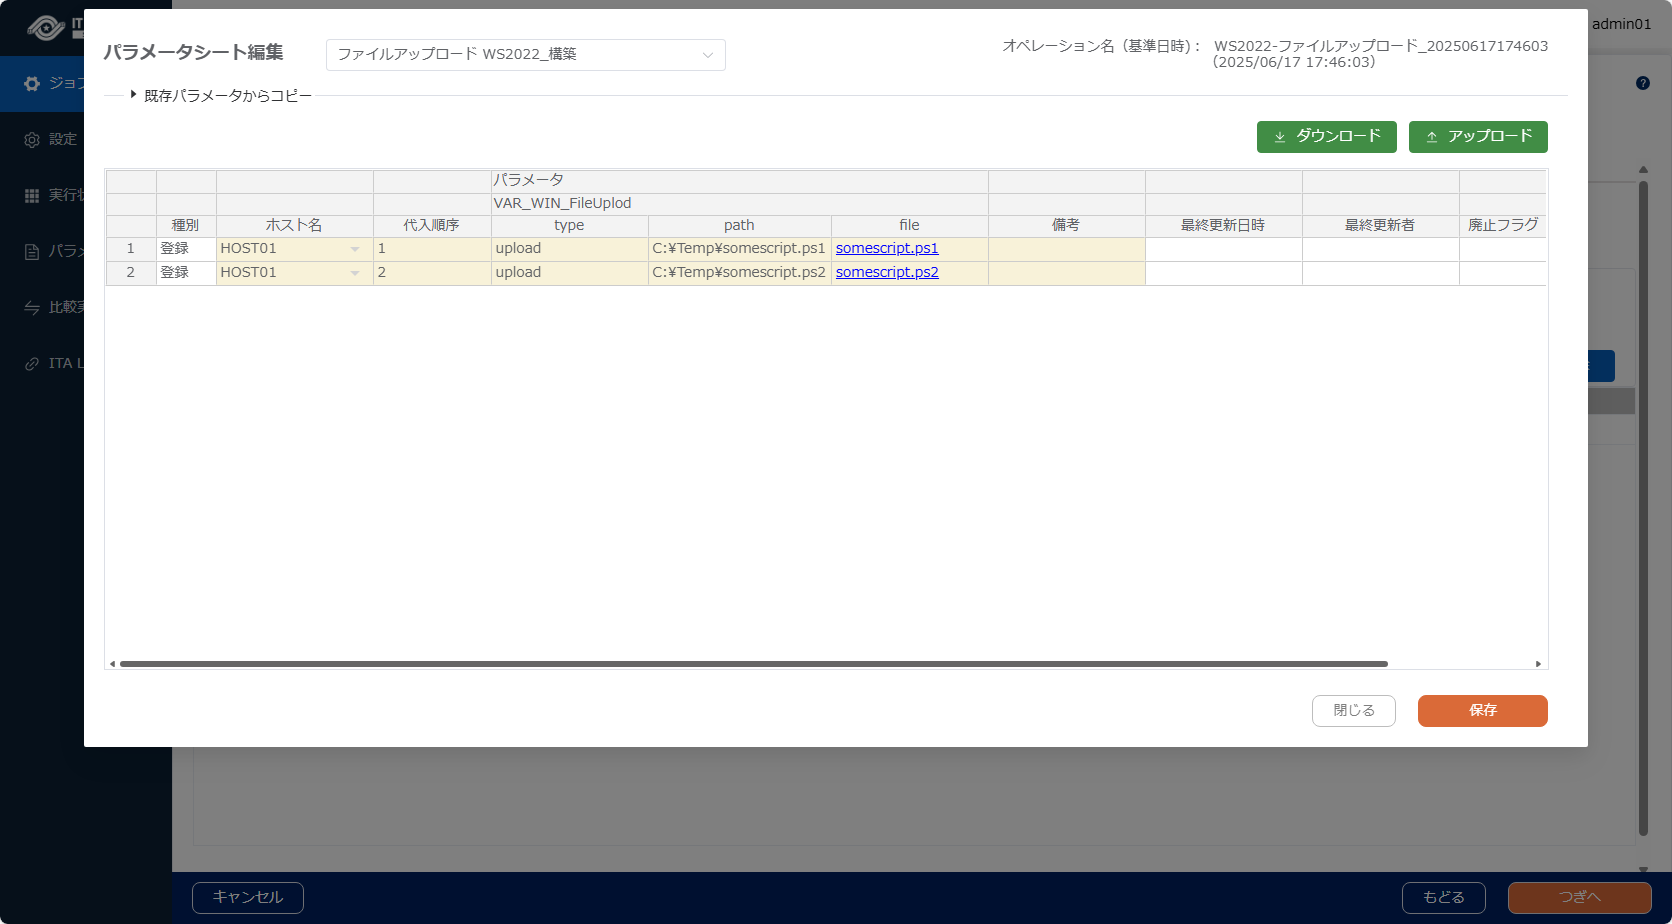 IT
admin01
パラメータシート編集
ファイルアップロード WS2022_構築
オペレーション名（基準日時)： WS2022-ファイルアップロード_20250617174603
（2025/06/17 17:46:03）
ジョブ
既存パラメータからコピー
設定
ダウンロード
アップロード
実行状
パラメータ
VAR_WIN_FileUplod
種別 ホスト名 代入順序 type path file 備考 最終更新日時 最終更新者 廃止フラグ
1 登録 HOST01 1 upload C:¥Temp¥somescript.ps1 somescript.ps1
2 登録 HOST01 2 upload C:¥Temp¥somescript.ps2 somescript.ps2
パラメ
比較実
ITA L
閉じる
保存
キャンセル
もどる
つぎへ